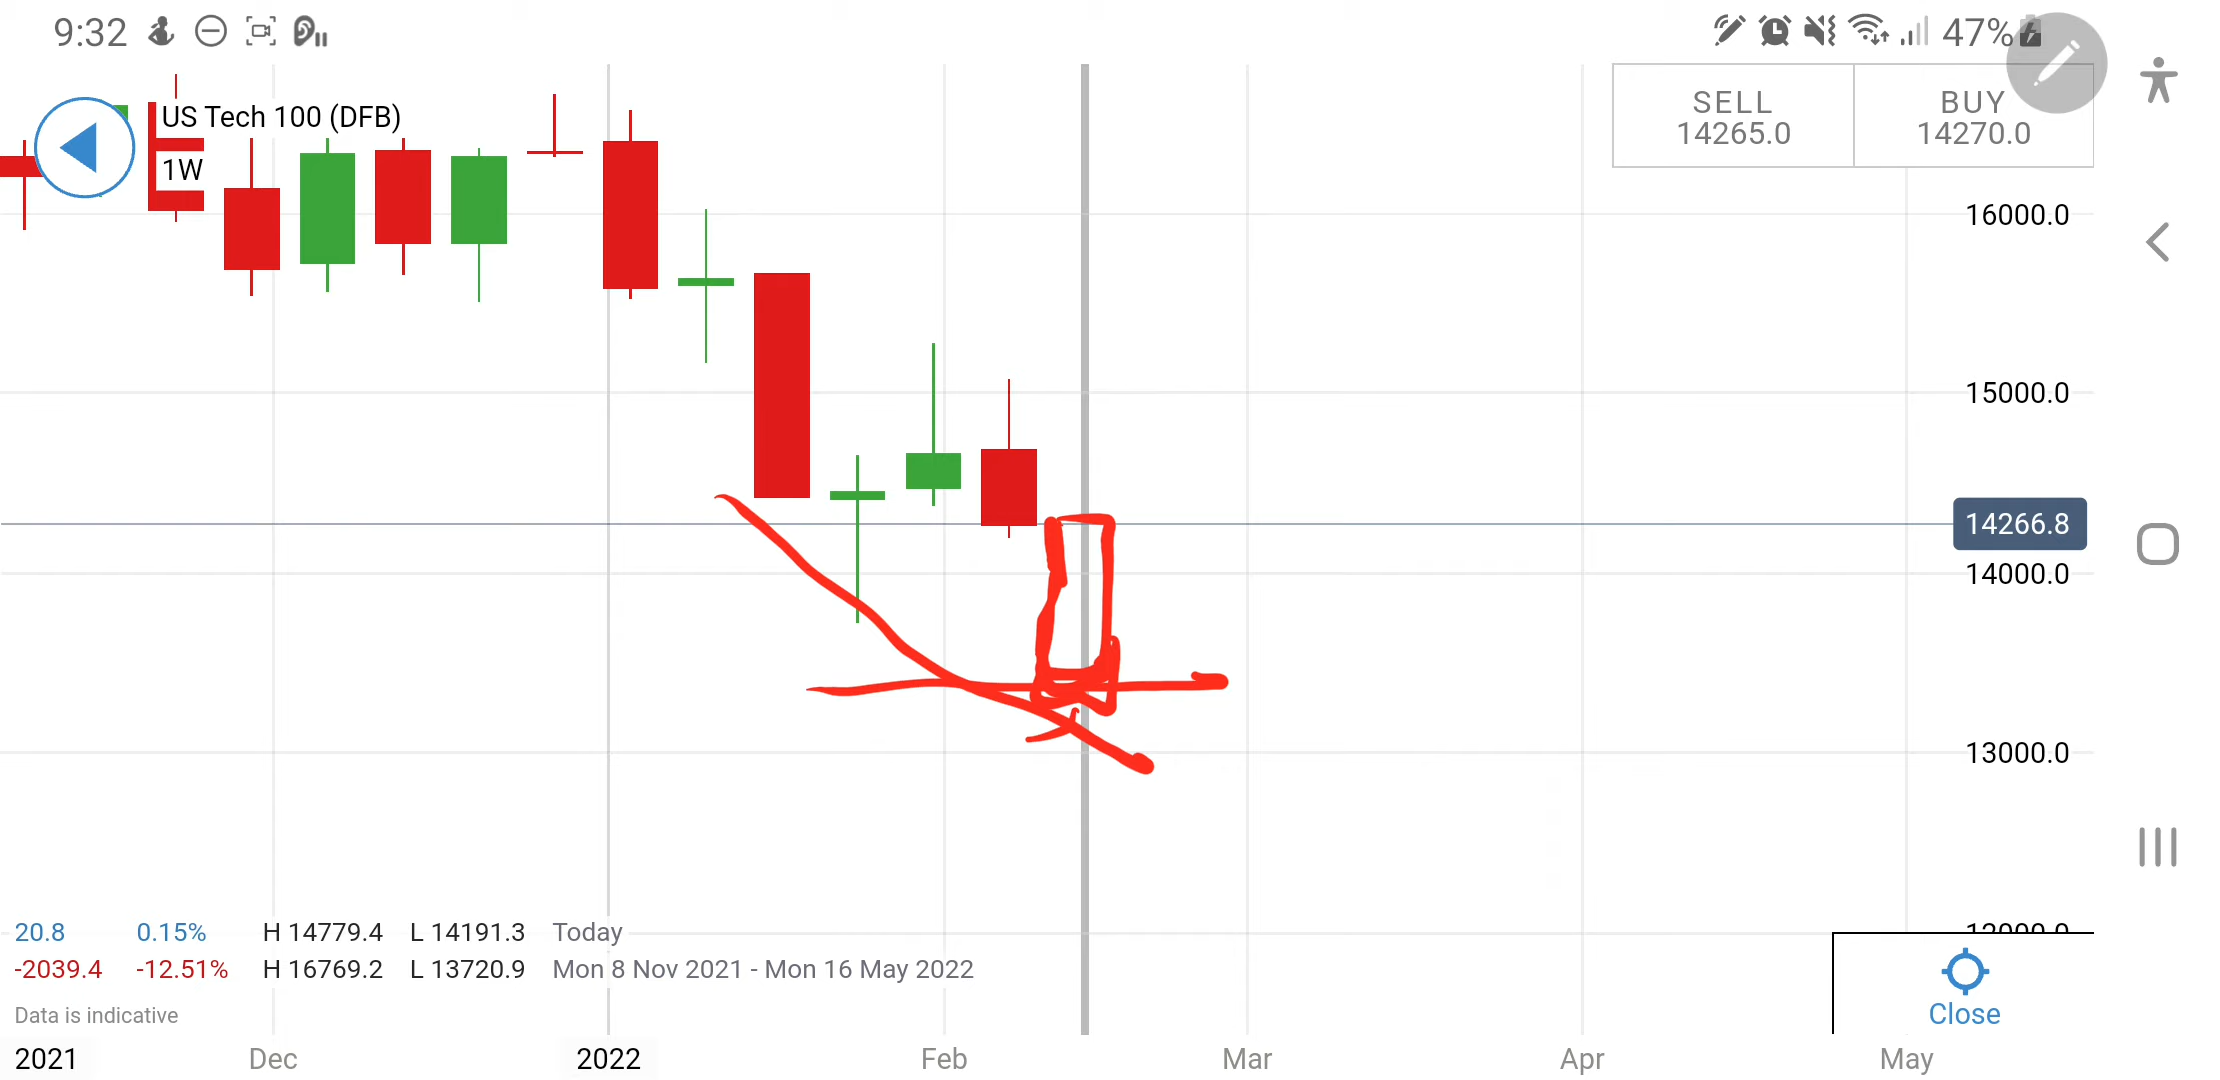 9:32
47%
US Tech 100 (DFB)
1W
SELL
14265.0
BUY
14270.0
16000.0
15000.0
14266.8
14000.0
13000.0
20.8 0.15% H 14779.4 L 14191.3 Today
-2039.4 -12.51% H 16769.2 L 13720.9 Mon 8 Nov 2021 - Mon 16 May 2022
Data is indicative
Close
2021 Dec 2022 Feb Mar Apr May